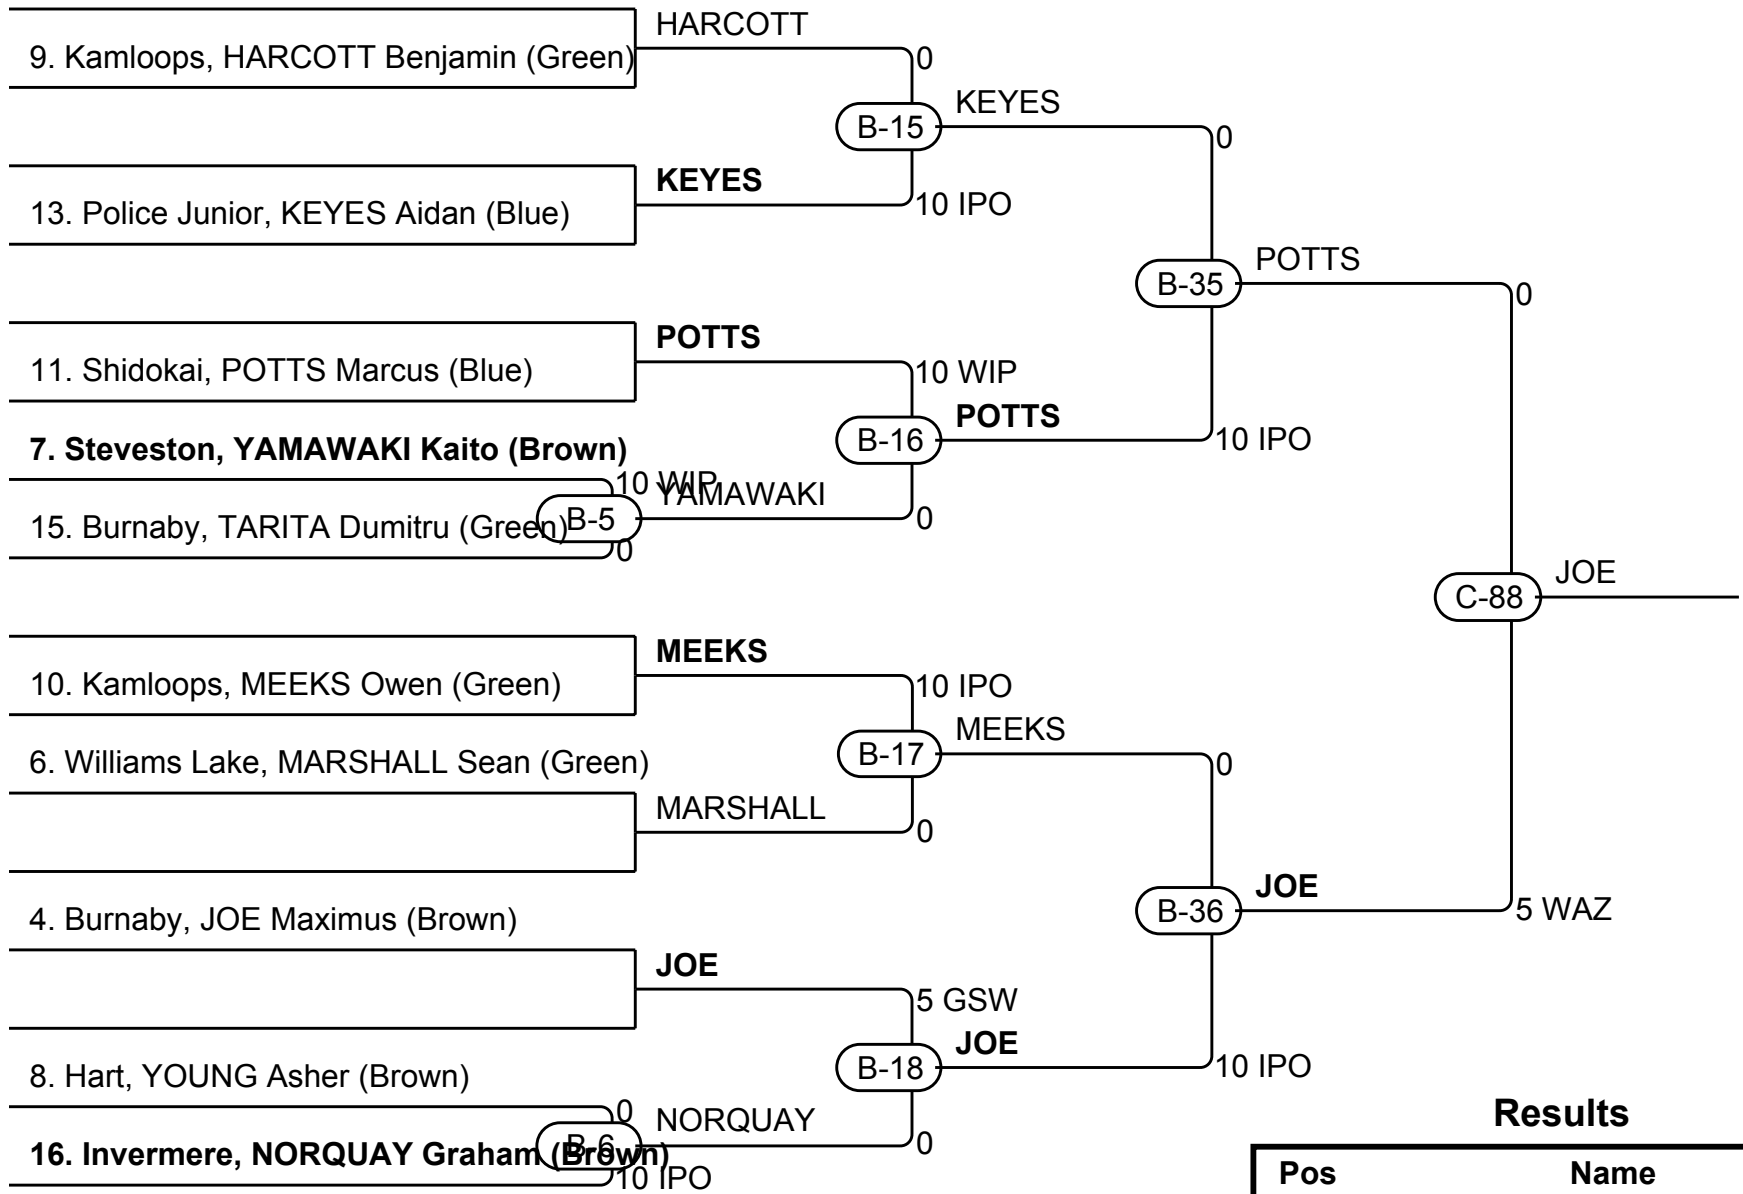 HARCOTT
9. Kamloops, HARCOTT Benjamin (Green)
0
KEYES
B-15
0
KEYES
10 IPO
13. Police Junior, KEYES Aidan (Blue)
POTTS
B-35
0
POTTS
10 WIP
11. Shidokai, POTTS Marcus (Blue)
POTTS
B-16
10 IPO
7. Steveston, YAMAWAKI Kaito (Brown)
10 WIP
YAMAWAKI
15. Burnaby, TARITA Dumitru (Green)
B-5
0
0
JOE
C-88
MEEKS
10 IPO
10. Kamloops, MEEKS Owen (Green)
MEEKS
B-17
0
6. Williams Lake, MARSHALL Sean (Green)
MARSHALL
0
JOE
B-36
5 WAZ
4. Burnaby, JOE Maximus (Brown)
JOE
5 GSW
JOE
B-18
10 IPO
8. Hart, YOUNG Asher (Brown)
0
NORQUAY
0
16. Invermere, NORQUAY Graham (Brown)
B-6
10 IPO
Results
Pos Name